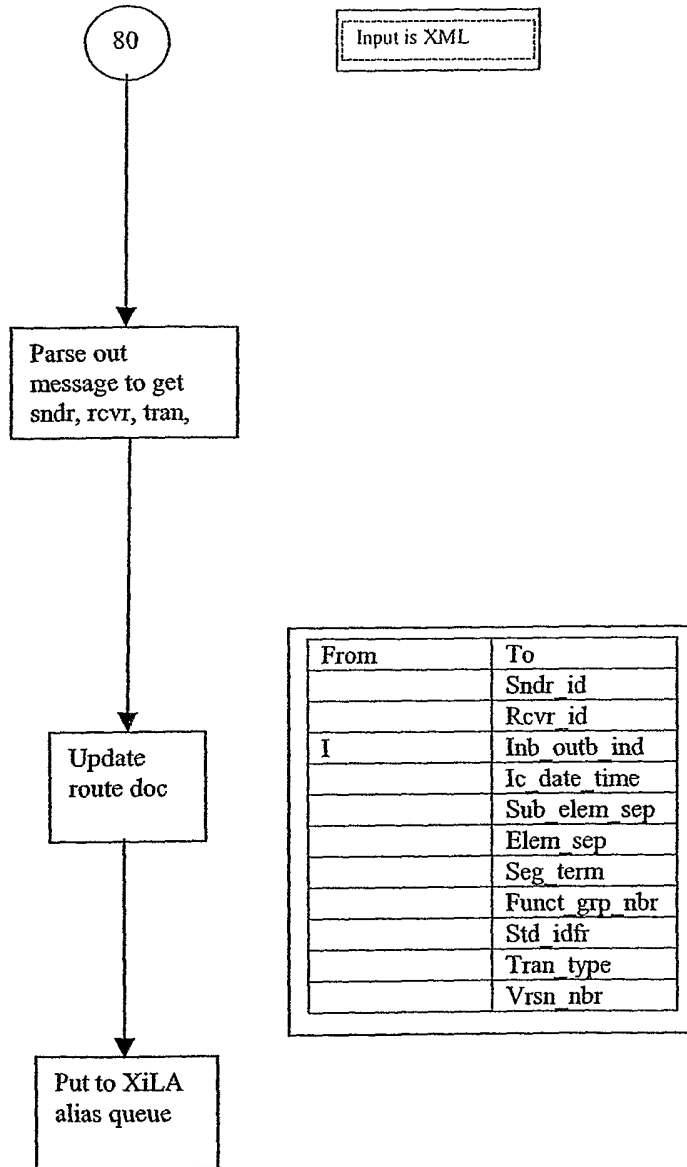 80
Input is XML
Parse out
message to get
sndr, rcvr, tran,
From To
Sndr_id
Rcvr_id
I Inb_outb_ind
Ic_date_time
Sub_elem_sep
Elem_sep
Seg_term
Funct_grp_nbr
Std_idfr
Tran_type
Vrsn_nbr
Update
route doc
Put to XiLA
alias queue